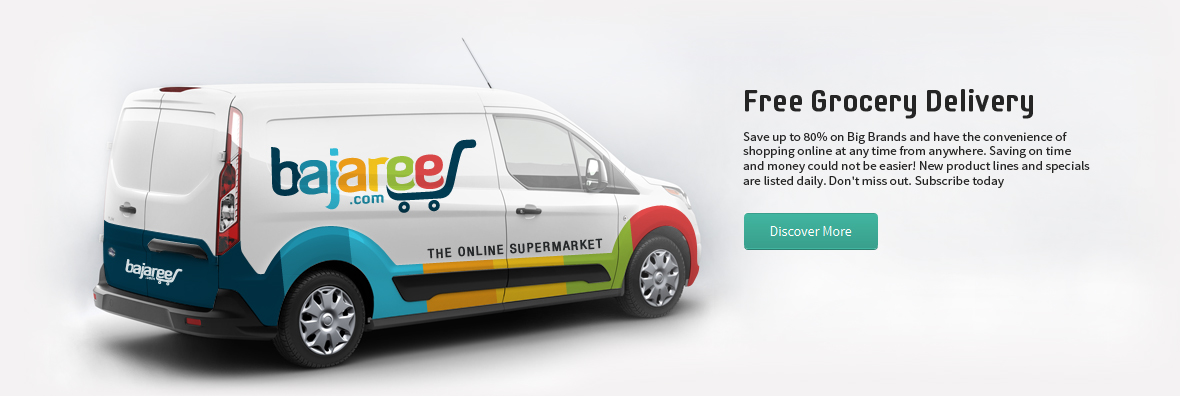 Free Grocery Delivery
Save up to 80% on Big Brands and have the convenience of
shopping online at any time from anywhere. Saving on time
and money could not be easier! New product lines and specials
are listed daily. Don't miss out. Subscribe today
Discover More
bajaree
.com
THE ONLINE SUPERMARKET
bajaree
.com